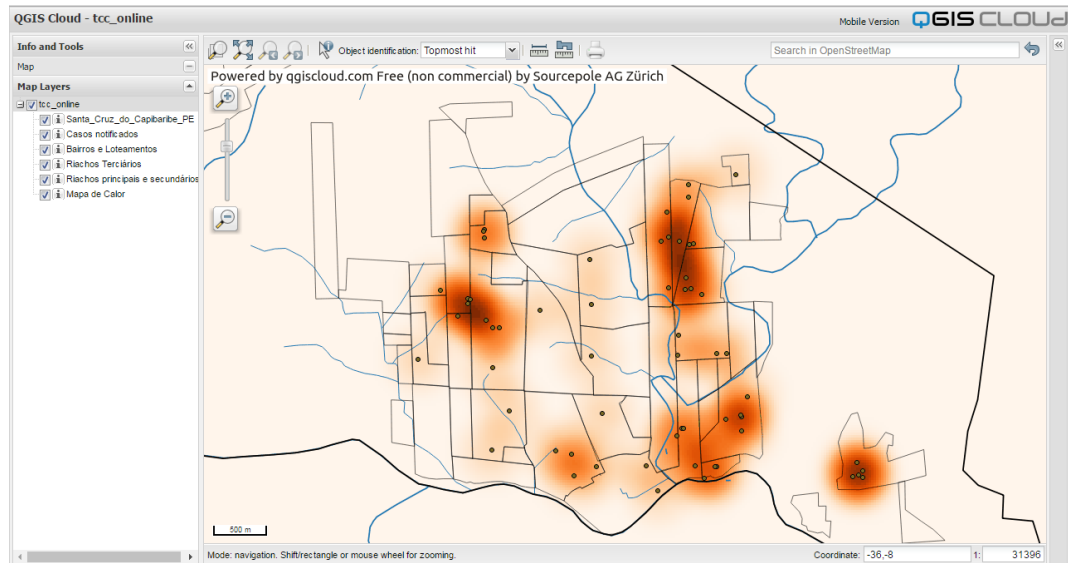 QGIS Cloud - tcc_online
Mobile Version QGIS CLOUD
Info and Tools
Map
Map Layers
tcc_online
Santa_Cruz_do_Capibaribe_PE
Casos notificados
Bairros e Loteamentos
Riachos Terciários
Riachos principais e secundários
Mapa de Calor
Object identification: Topmost hit
Search in OpenStreetMap
Powered by qgiscloud.com Free (non commercial) by Sourcepole AG Zürich
500 m
Mode: navigation. Shift/rectangle or mouse wheel for zooming.
Coordinate: -36,-8 1: 31396